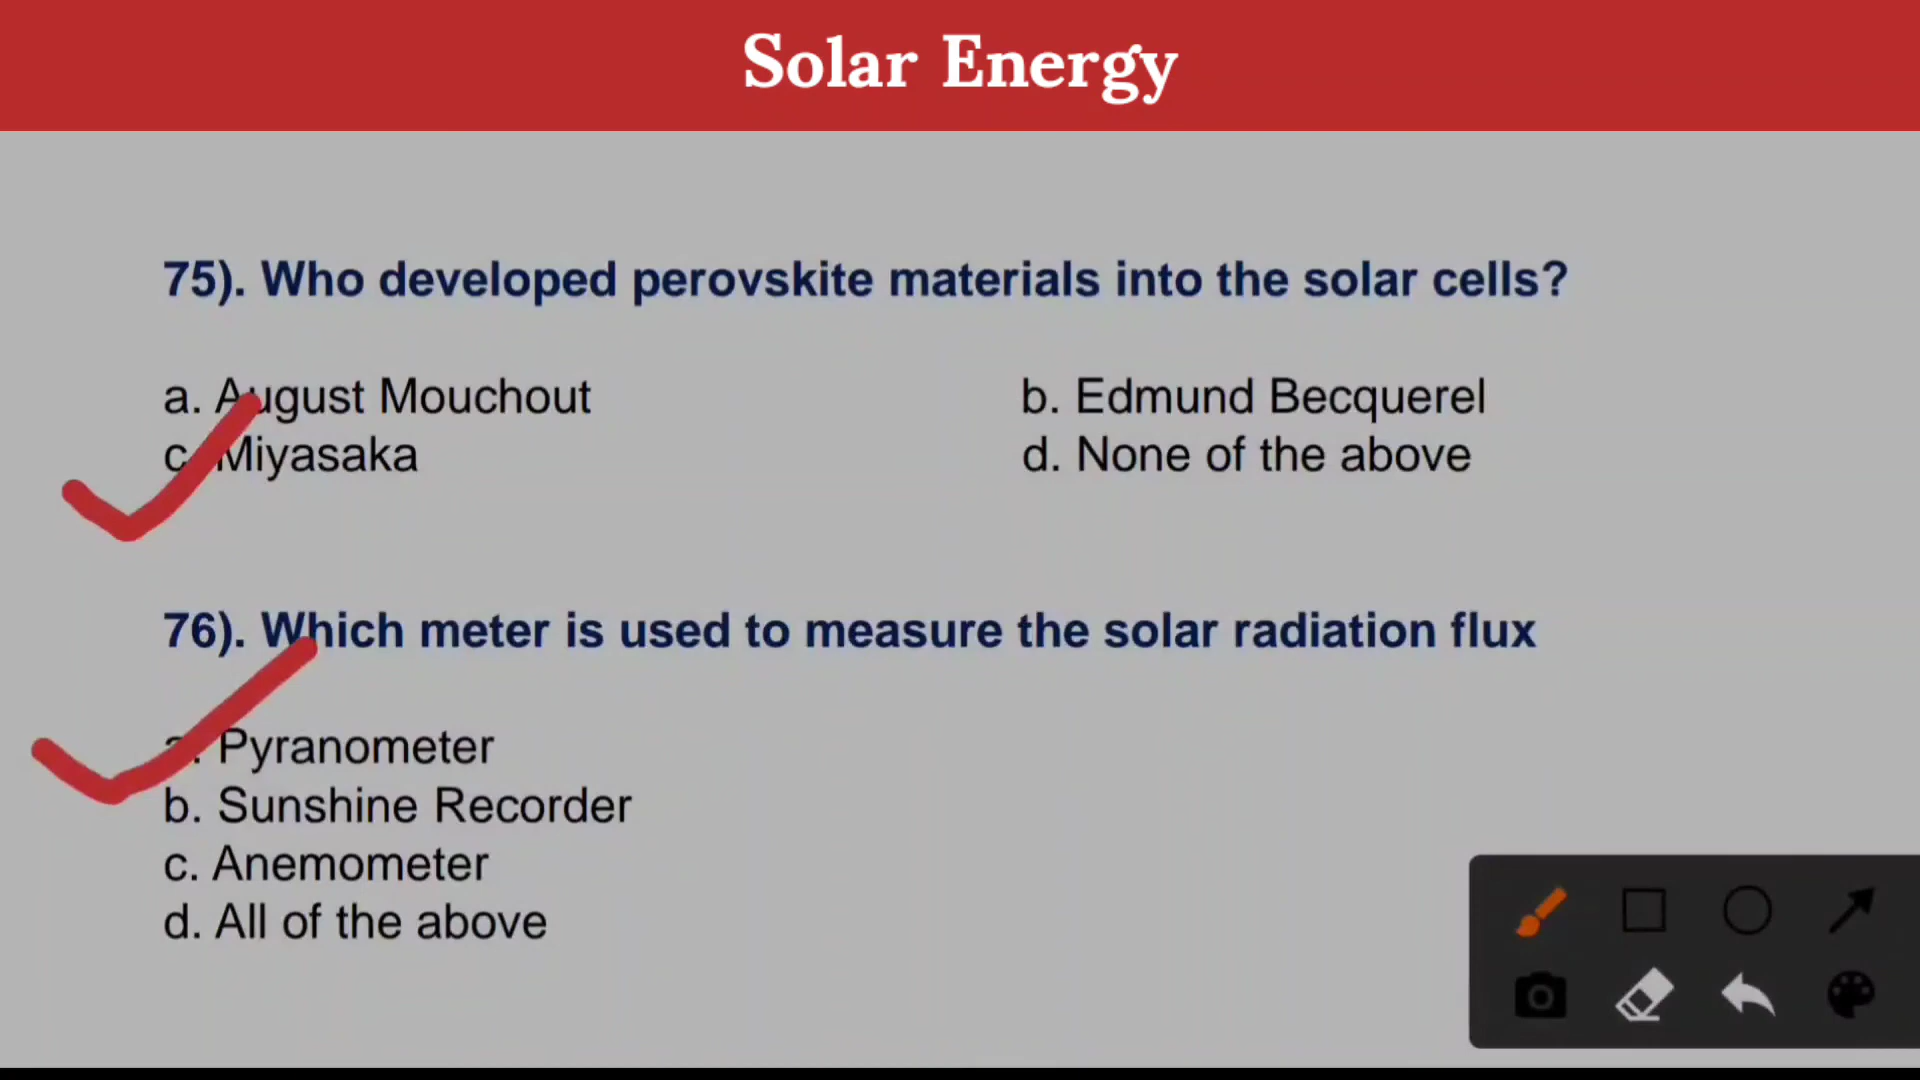 Solar Energy
75). Who developed perovskite materials into the solar cells?
a. August Mouchout b. Edmund Becquerel
c. Miyasaka d. None of the above
76). Which meter is used to measure the solar radiation flux
a. Pyranometer
b. Sunshine Recorder
c. Anemometer
d. All of the above